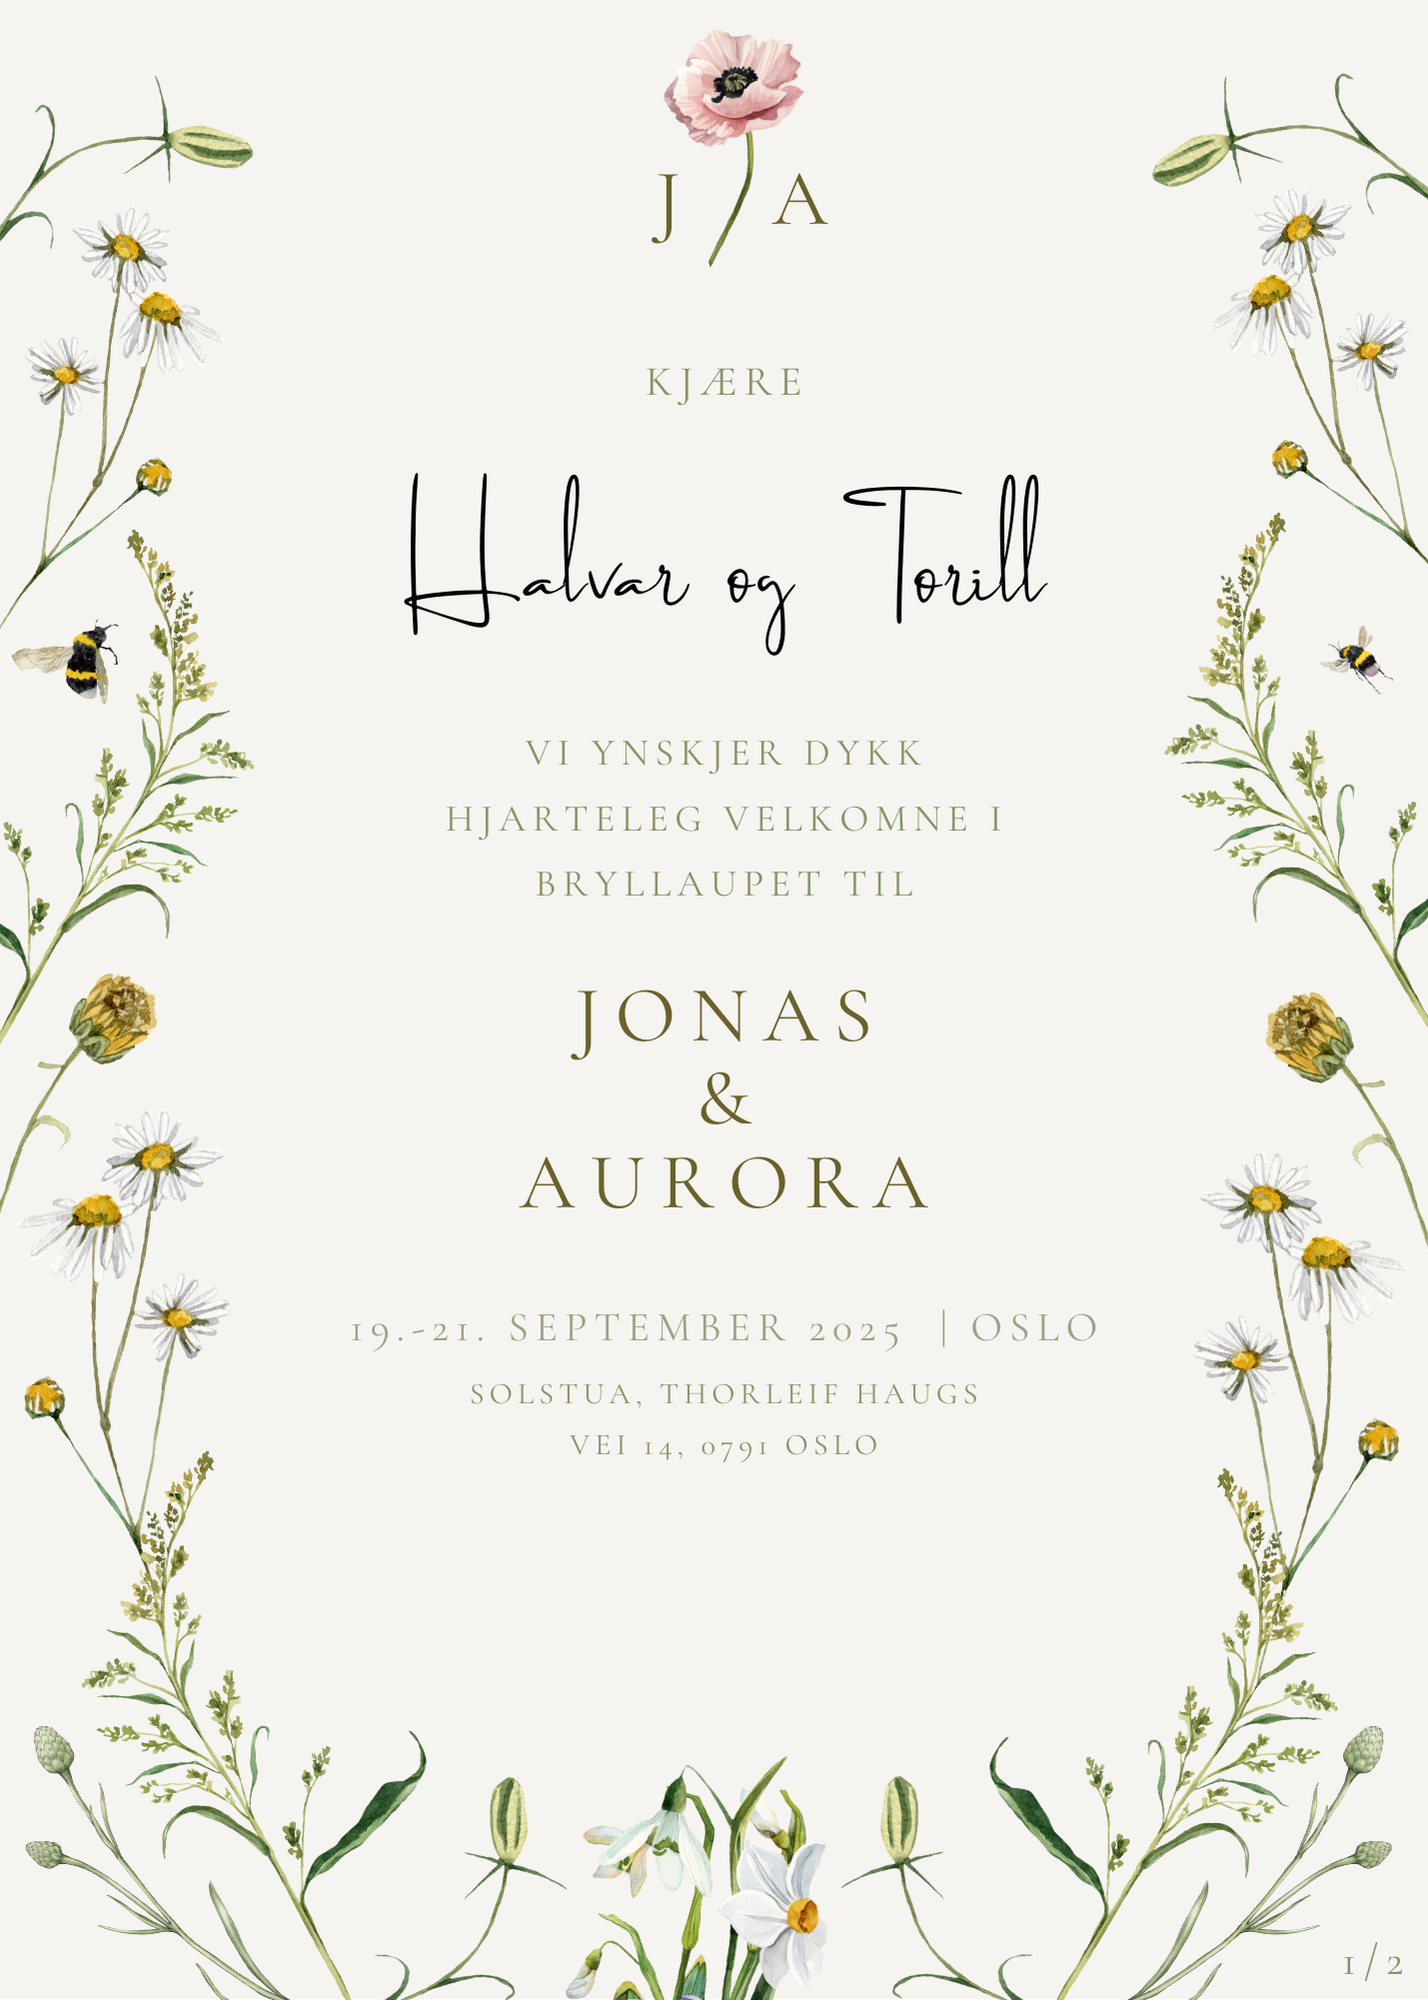 J A
KJÆRE
Halvar og Torill
VI YNSKJER DYKK
HJARTELEG VELKOMNE I
BRYLLAUPET TIL
JONAS
&
AURORA
19.-21. SEPTEMBER 2025 | OSLO
SOLSTUA, THORLEIF HAUGS
VEI 14, 0791 OSLO
1/2